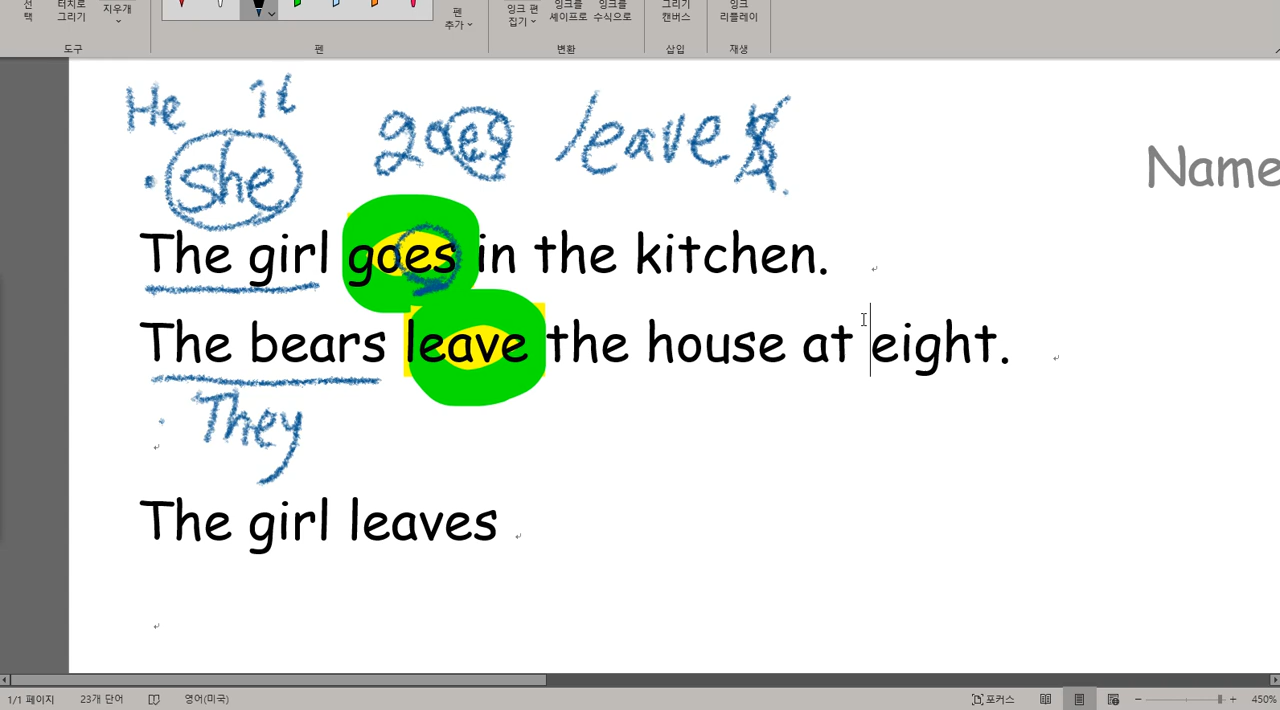 선택
터치로 그리기
지우개
펜 추가
잉크 편집기
잉크를 셰이프로
잉크를 수식으로
그리기 캔버스
잉크 리플레이
도구
펜
변환
삽입
재생
He it
she goes leaves
Name
The girl goes in the kitchen.
The bears leave the house at eight.
They
The girl leaves
1/1 페이지 23개 단어 영어(미국) 포커스 450%